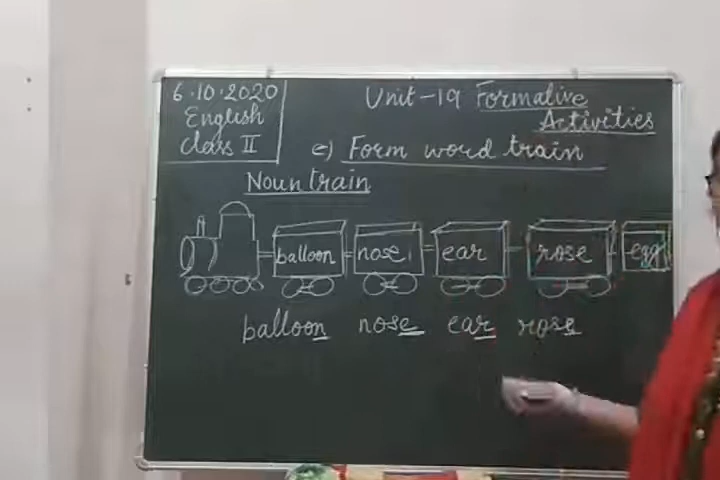 6.10.2020
English
Class II
Unit-19 Formative
Activities
c) Form word train
Noun train
balloon nose ear rose egg
balloon nose ear rose